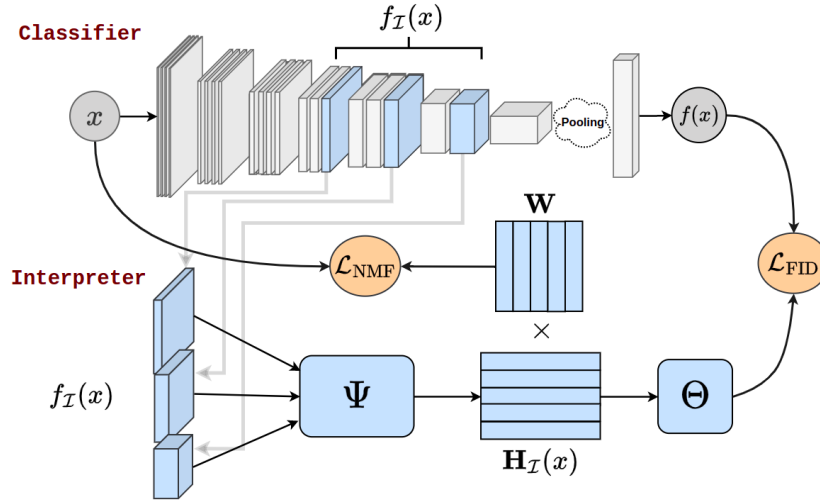 f_ℐ(x)
Classifier
x
Pooling
f(x)
W
Interpreter
ℒ_NMF
ℒ_FID
×
f_ℐ(x)
Ψ
Θ
H_ℐ(x)